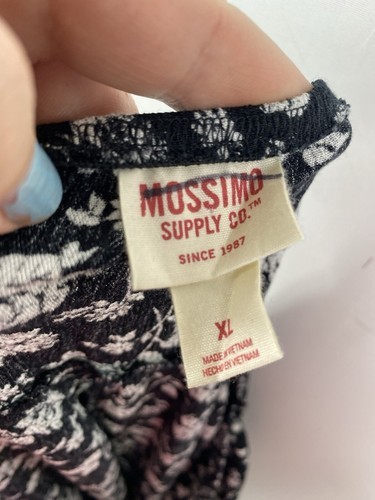 MOSSIMO
SUPPLY CO.™
SINCE 1987
XL
MADE IN VIETNAM
HECHO EN VIETNAM